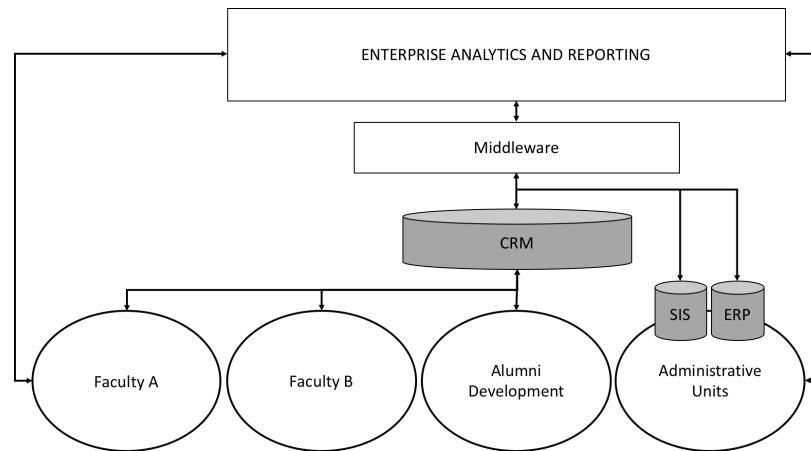 ENTERPRISE ANALYTICS AND REPORTING
Middleware
CRM
SIS
ERP
Faculty A
Faculty B
Alumni
Development
Administrative
Units